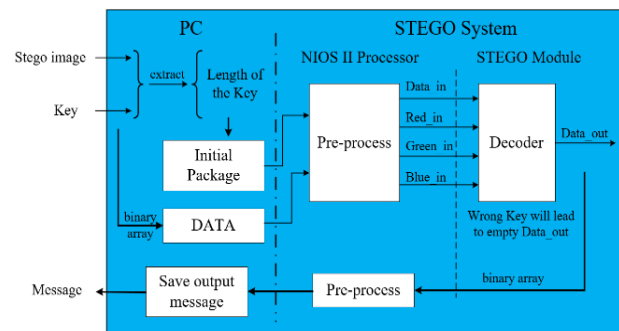 PC
STEGO System
NIOS II Processor
STEGO Module
Stego image
Key
extract
Length of
the Key
Initial
Package
DATA
binary
array
Pre-process
Data_in
Red_in
Green_in
Blue_in
Decoder
Data_out
Wrong Key will lead
to empty Data_out
binary array
Pre-process
Save output
message
Message